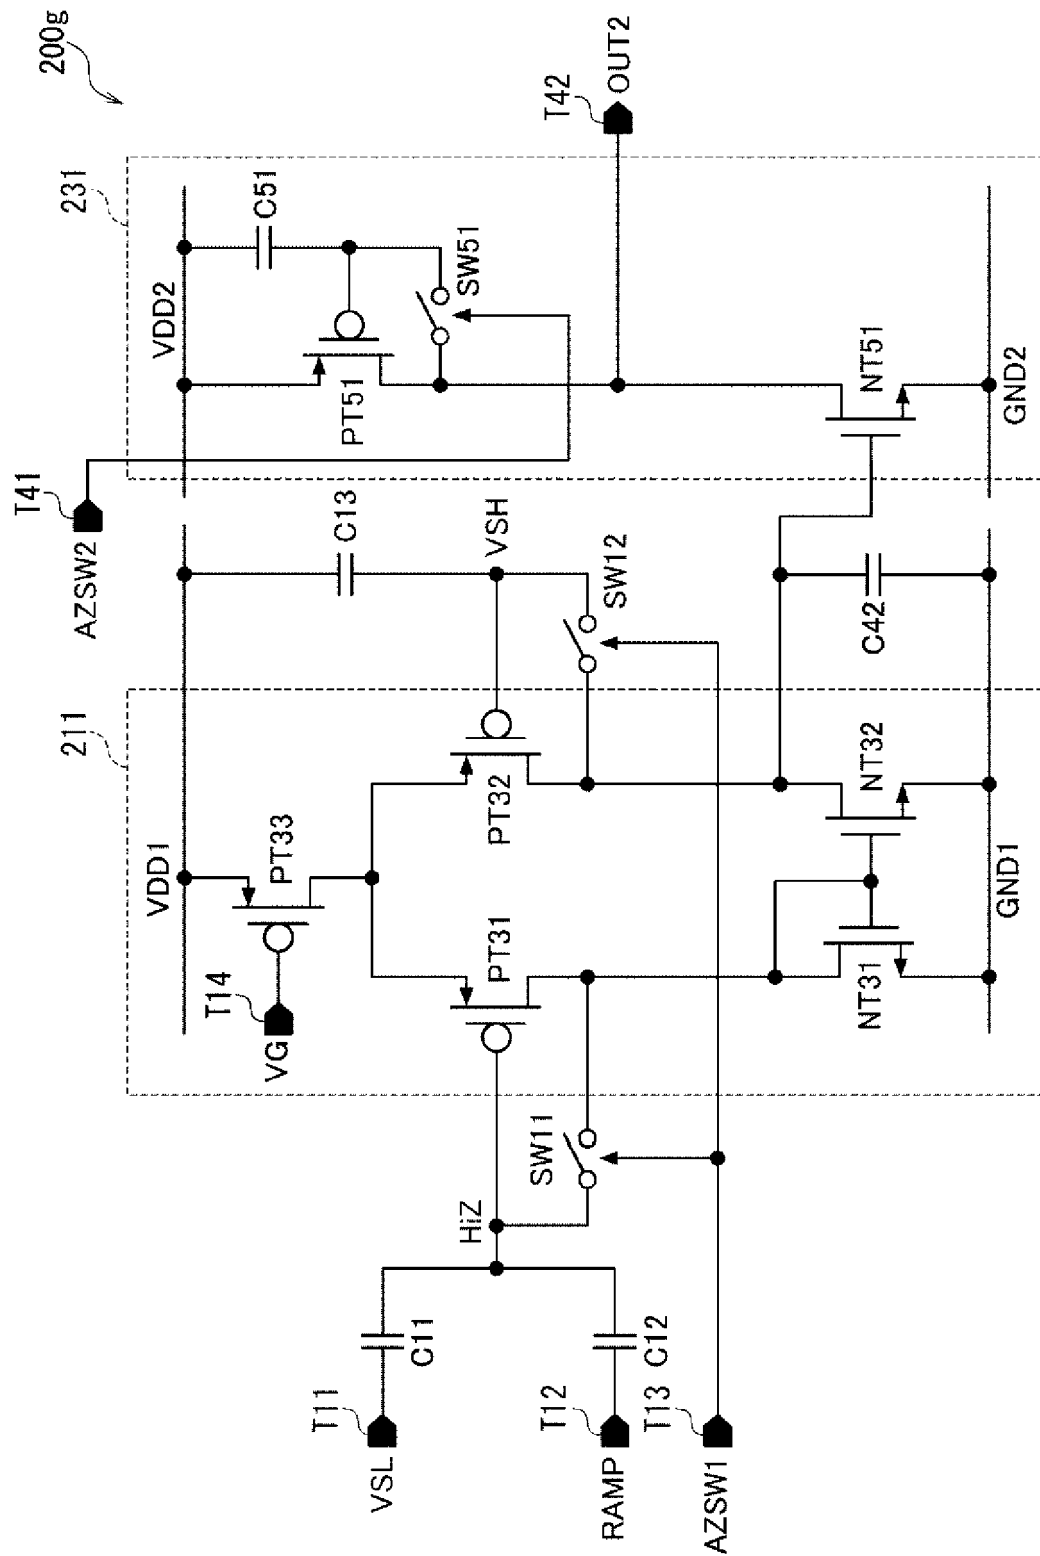 200g
T41
AZSW2
231
VDD2
C51
PT51
SW51
T42
OUT2
NT51
GND2
211
VDD1
C13
T14
VG
PT33
VSH
PT31
PT32
SW12
C42
NT31
NT32
GND1
SW11
HiZ
T11
VSL
C11
T12
RAMP
C12
T13
AZSW1